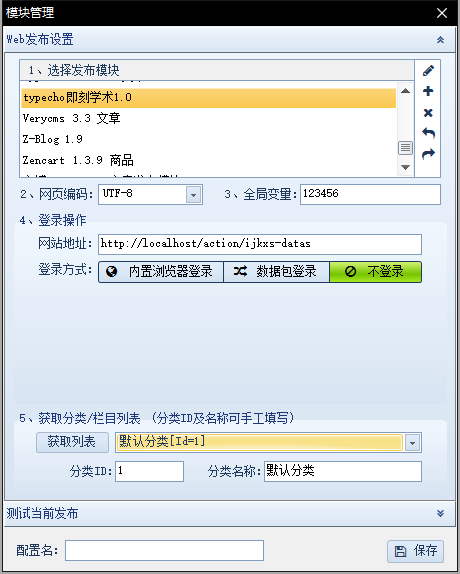 模块管理
Web发布设置
1、选择发布模块
typecho即刻学术1.0
Verycms 3.3 文章
Z-Blog 1.9
Zencart 1.3.9 商品
2、网页编码: UTF-8 3、全局变量: 123456
4、登录操作
网站地址: http://localhost/action/ijkxs-datas
登录方式: 内置浏览器登录 数据包登录 不登录
5、获取分类/栏目列表 (分类ID及名称可手工填写)
获取列表 默认分类[Id=1]
分类ID: 1 分类名称: 默认分类
测试当前发布
配置名: 保存